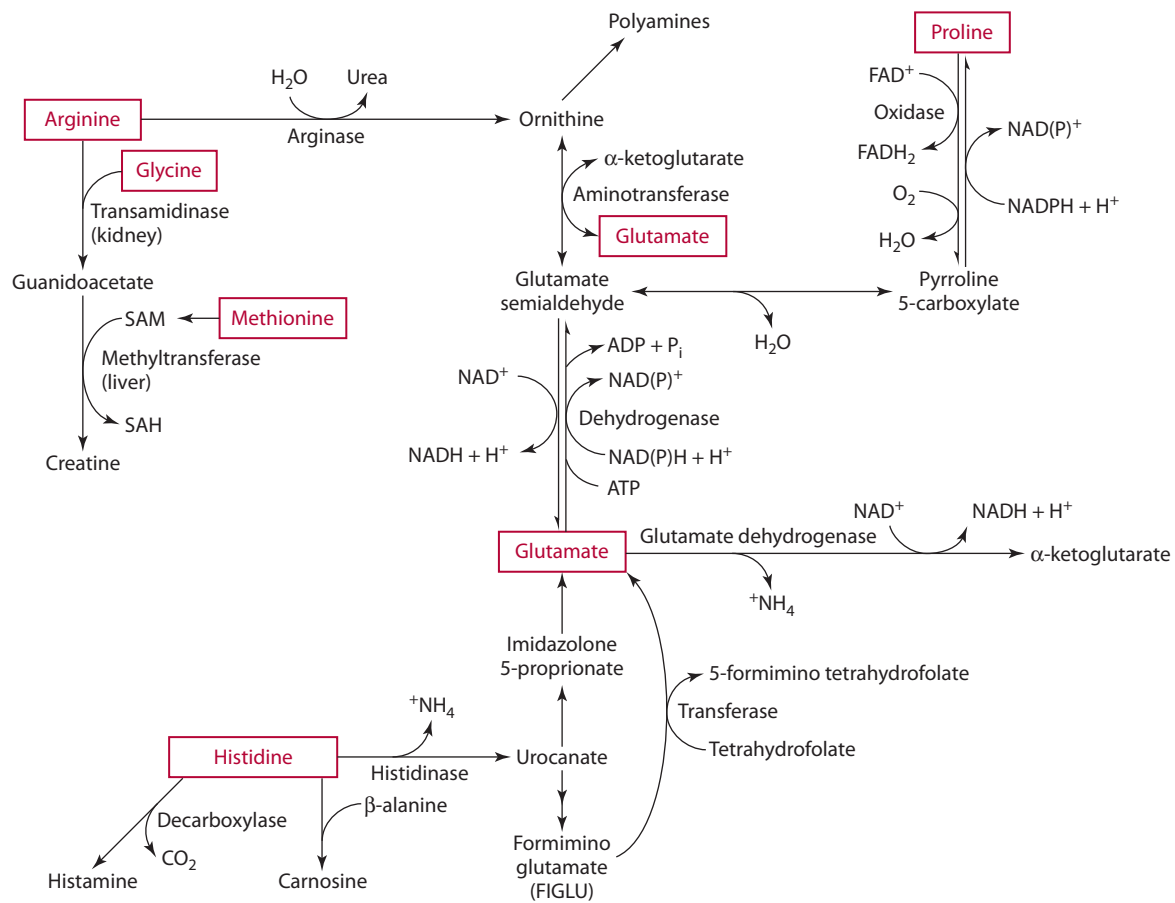 Polyamines
Proline
H₂O
Urea
FAD⁺
Arginine
Ornithine
Oxidase
Arginase
NAD(P)⁺
FADH₂
α-ketoglutarate
Glycine
Aminotransferase
O₂
NADPH + H⁺
Transamidinase
(kidney)
Glutamate
H₂O
Guanidoacetate
Glutamate
semialdehyde
Pyrroline
5-carboxylate
SAM
Methionine
H₂O
ADP + Pᵢ
Methyltransferase
(liver)
NAD⁺
NAD(P)⁺
Dehydrogenase
SAH
Creatine
NADH + H⁺
NAD(P)H + H⁺
ATP
NAD⁺
NADH + H⁺
Glutamate dehydrogenase
Glutamate
α-ketoglutarate
⁺NH₄
Imidazolone
5-proprionate
5-formimino tetrahydrofolate
⁺NH₄
Transferase
Histidine
Urocanate
Tetrahydrofolate
Histidinase
β-alanine
Decarboxylase
CO₂
Formimino
glutamate
(FIGLU)
Histamine
Carnosine